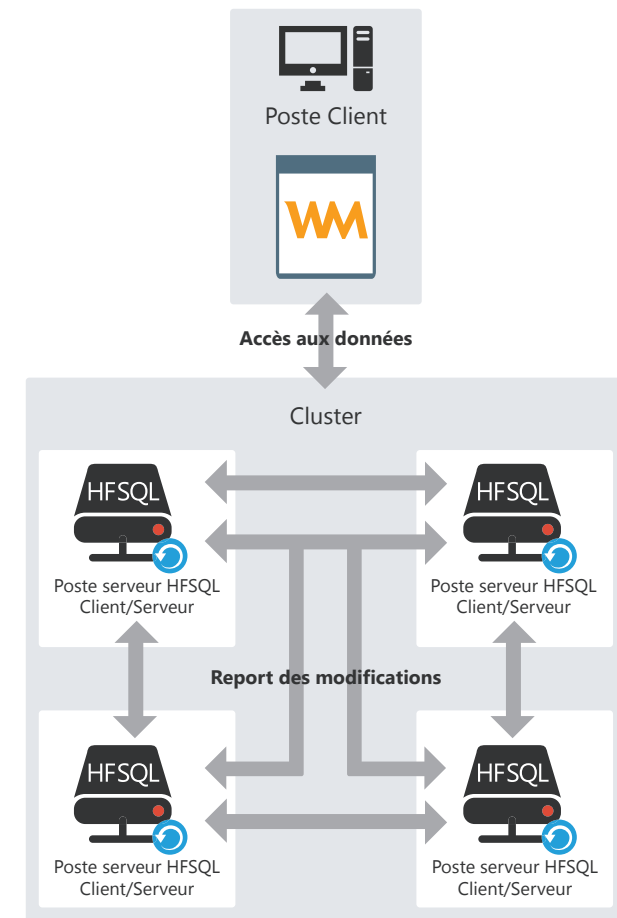 Poste Client
WM
Accès aux données
Cluster
HFSQL
HFSQL
Poste serveur HFSQL
Client/Serveur
Poste serveur HFSQL
Client/Serveur
Report des modifications
HFSQL
HFSQL
Poste serveur HFSQL
Client/Serveur
Poste serveur HFSQL
Client/Serveur